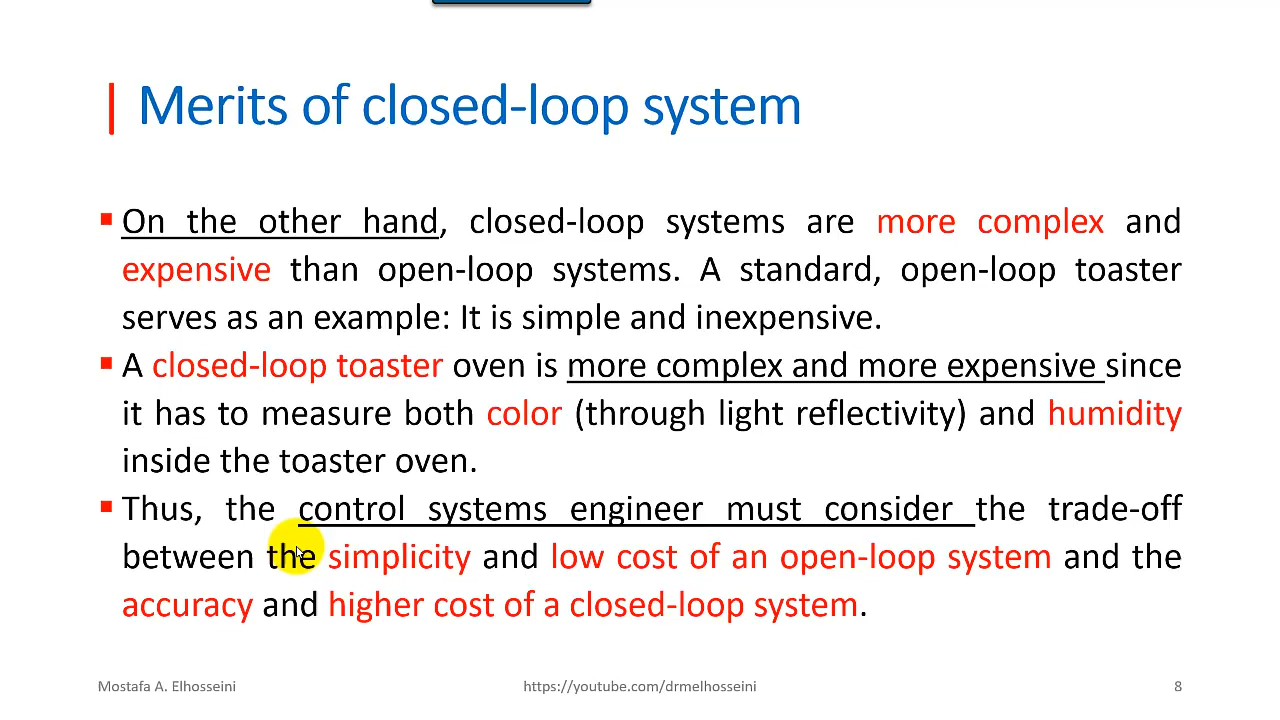 Merits of closed-loop system
On the other hand, closed-loop systems are more complex and
expensive than open-loop systems. A standard, open-loop toaster
serves as an example: It is simple and inexpensive.
A closed-loop toaster oven is more complex and more expensive since
it has to measure both color (through light reflectivity) and humidity
inside the toaster oven.
Thus, the control systems engineer must consider the trade-off
between the simplicity and low cost of an open-loop system and the
accuracy and higher cost of a closed-loop system.
Mostafa A. Elhosseini https://youtube.com/drmelhosseini 8